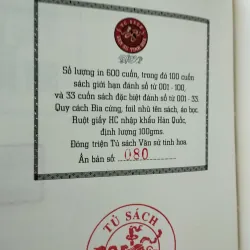 Số lượng in 600 cuốn, trong đó 100 cuốn
sách giới hạn đánh số từ 001 - 100,
và 33 cuốn sách đặc biệt đánh số từ 001 - 33.
Quy cách Bìa cứng, foil nhũ tên sách, áo bọc.
Ruột giấy HC nhập khẩu Hàn Quốc,
định lượng 100gms.
Đóng triện Tủ sách Văn sử tinh hoa.
Ấn bản số 080
TỦ SÁCH